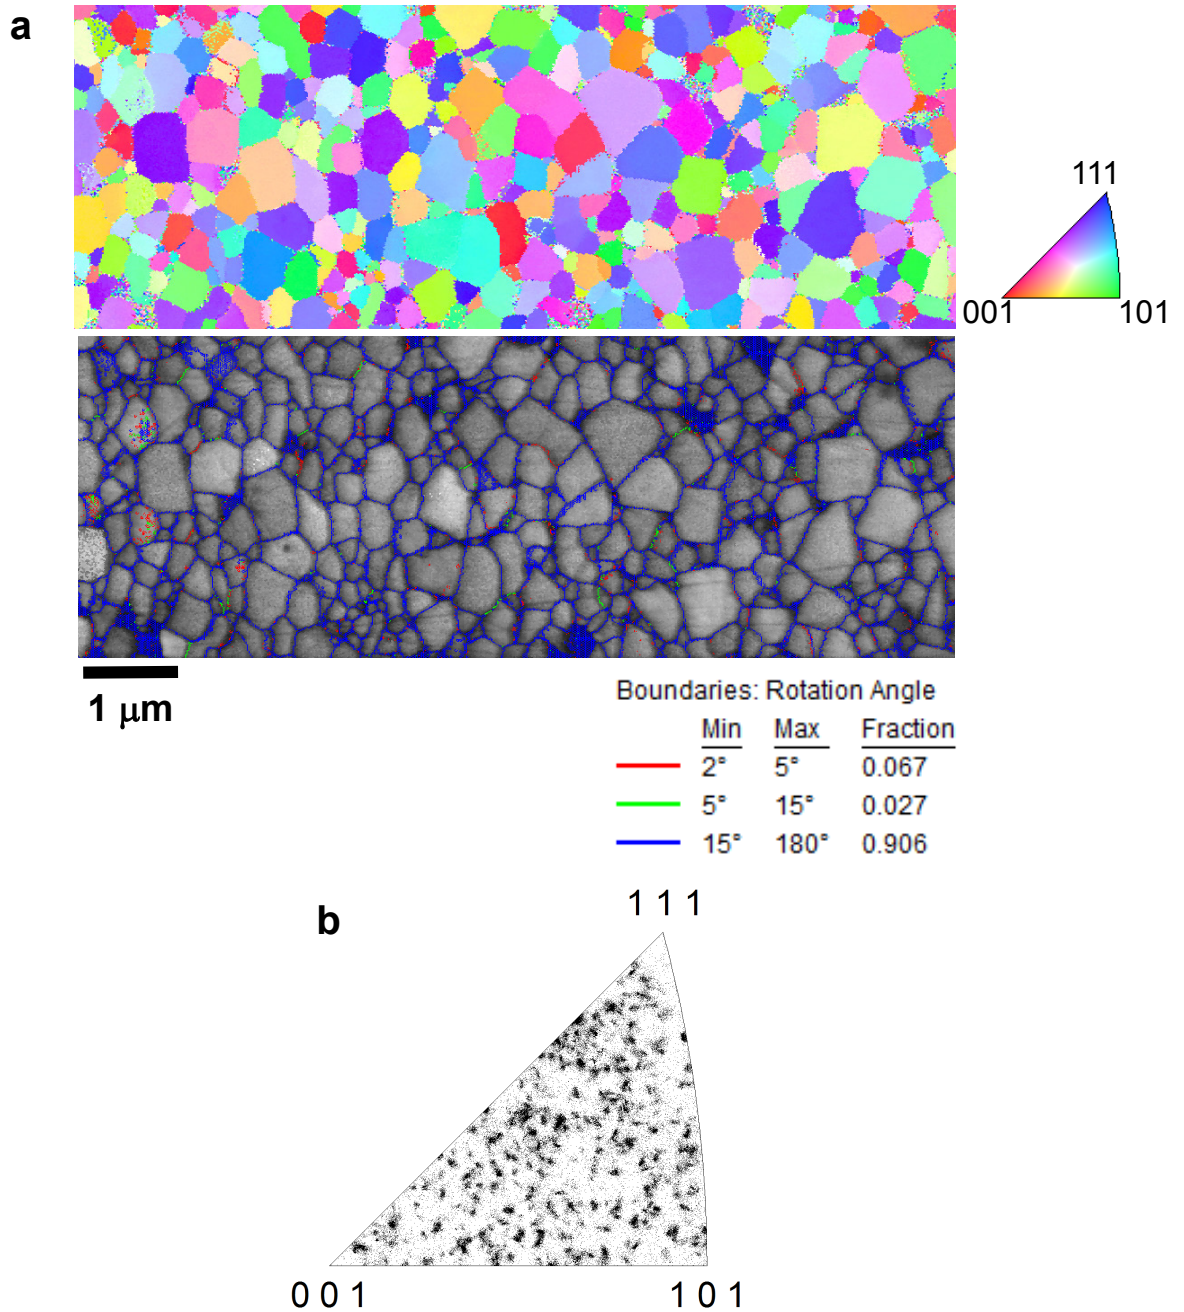 a
111
001 101
1 μm
Boundaries: Rotation Angle
Min Max Fraction
2° 5° 0.067
5° 15° 0.027
15° 180° 0.906
b
1 1 1
0 0 1 1 0 1